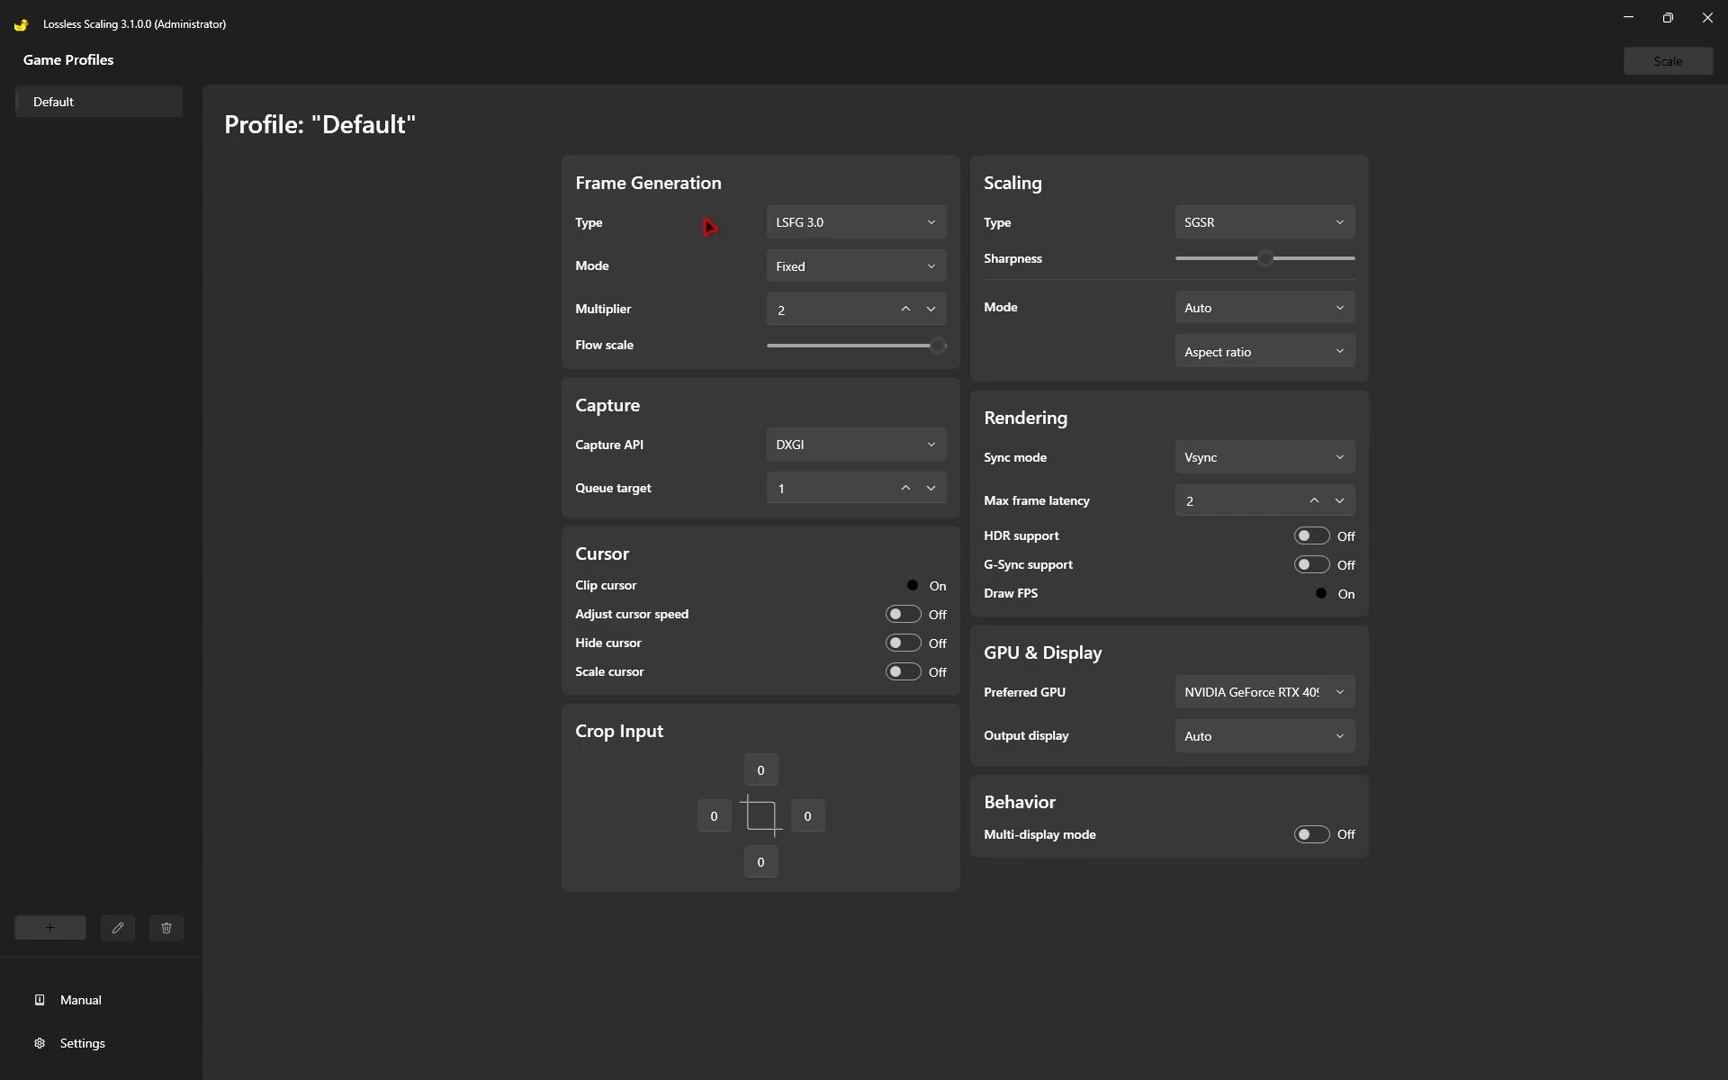 Lossless Scaling 3.1.0.0 (Administrator)
Game Profiles
Scale
Default
Profile: "Default"
Frame Generation
Type
LSFG 3.0
Mode
Fixed
Multiplier
2
Flow scale
Capture
Capture API
DXGI
Queue target
1
Cursor
Clip cursor
On
Adjust cursor speed
Off
Hide cursor
Off
Scale cursor
Off
Crop Input
0
0
0
0
Scaling
Type
SGSR
Sharpness
Mode
Auto
Aspect ratio
Rendering
Sync mode
Vsync
Max frame latency
2
HDR support
Off
G-Sync support
Off
Draw FPS
On
GPU & Display
Preferred GPU
NVIDIA GeForce RTX 409
Output display
Auto
Behavior
Multi-display mode
Off
Manual
Settings